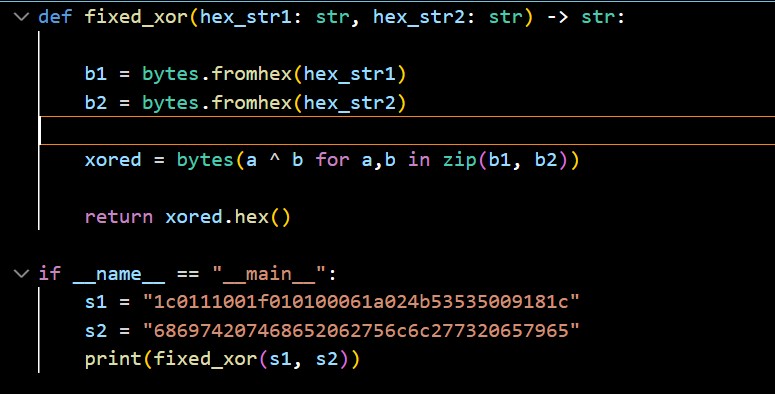 def fixed_xor(hex_str1: str, hex_str2: str) -> str:
b1 = bytes.fromhex(hex_str1)
b2 = bytes.fromhex(hex_str2)
xored = bytes(a ^ b for a,b in zip(b1, b2))
return xored.hex()
if __name__ == "__main__":
s1 = "1c0111001f010100061a024b53535009181c"
s2 = "686974207468652062756c6c277320657965"
print(fixed_xor(s1, s2))